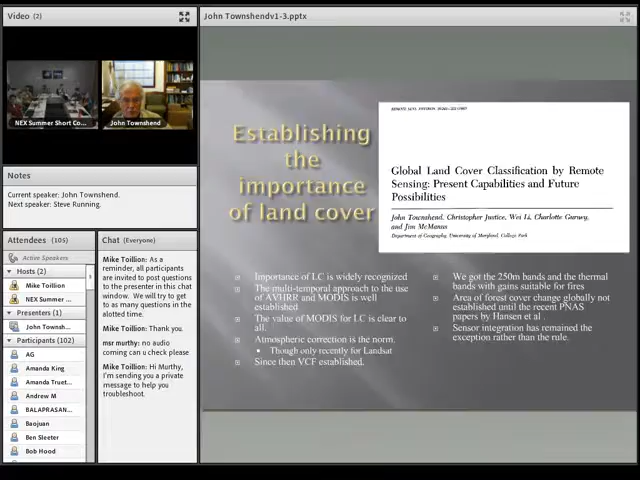 Video (2)
NEX Summer Short Co...
John Townshend
Notes
Current speaker: John Townshend.
Next speaker: Steve Running.
Attendees (105)
Active Speakers
Hosts (2)
Mike Toillion
NEX Summer ...
Presenters (1)
John Townsh...
Participants (102)
AG
Amanda King
Amanda Truet...
Andrew M
BALAPRASAN...
Baojuan
Ben Sleeter
Bob Hood
Chat (Everyone)
Mike Toillion: As a
reminder, all participants
are invited to post questions
to the presenter in this chat
window. We will try to get
to as many questions in the
alotted time.
Mike Toillion: Thank you.
msr murthy: no audio
coming cau u check please
Mike Toillion: Hi Murthy,
I'm sending you a private
message to help you
troubleshoot.
John Townshendv1-3.pptx
Establishing
the
importance
of land cover
Global Land Cover Classification by Remote
Sensing: Present Capabilities and Future
Possibilities
John Townshend, Christopher Justice, Wei Li, Charlotte Gurney,
and Jim McManus
Department of Geography, University of Maryland, College Park
Importance of LC is widely recognized
The multi-temporal approach to the use
of AVHRR and MODIS is well
established
The value of MODIS for LC is clear to
all.
Atmospheric correction is the norm.
Though only recently for Landsat
Since then VCF established.
We got the 250m bands and the thermal
bands with gains suitable for fires
Area of forest cover change globally not
established until the recent PNAS
papers by Hansen et .
Sensor integration has remained the
exception rather than the rule.